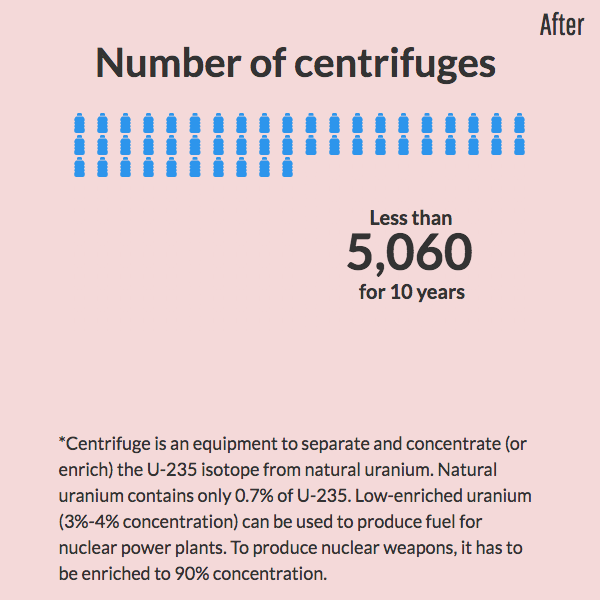 After
Number of centrifuges
Less than
5,060
for 10 years
*Centrifuge is an equipment to separate and concentrate (or
enrich) the U-235 isotope from natural uranium. Natural
uranium contains only 0.7% of U-235. Low-enriched uranium
(3%-4% concentration) can be used to produce fuel for
nuclear power plants. To produce nuclear weapons, it has to
be enriched to 90% concentration.